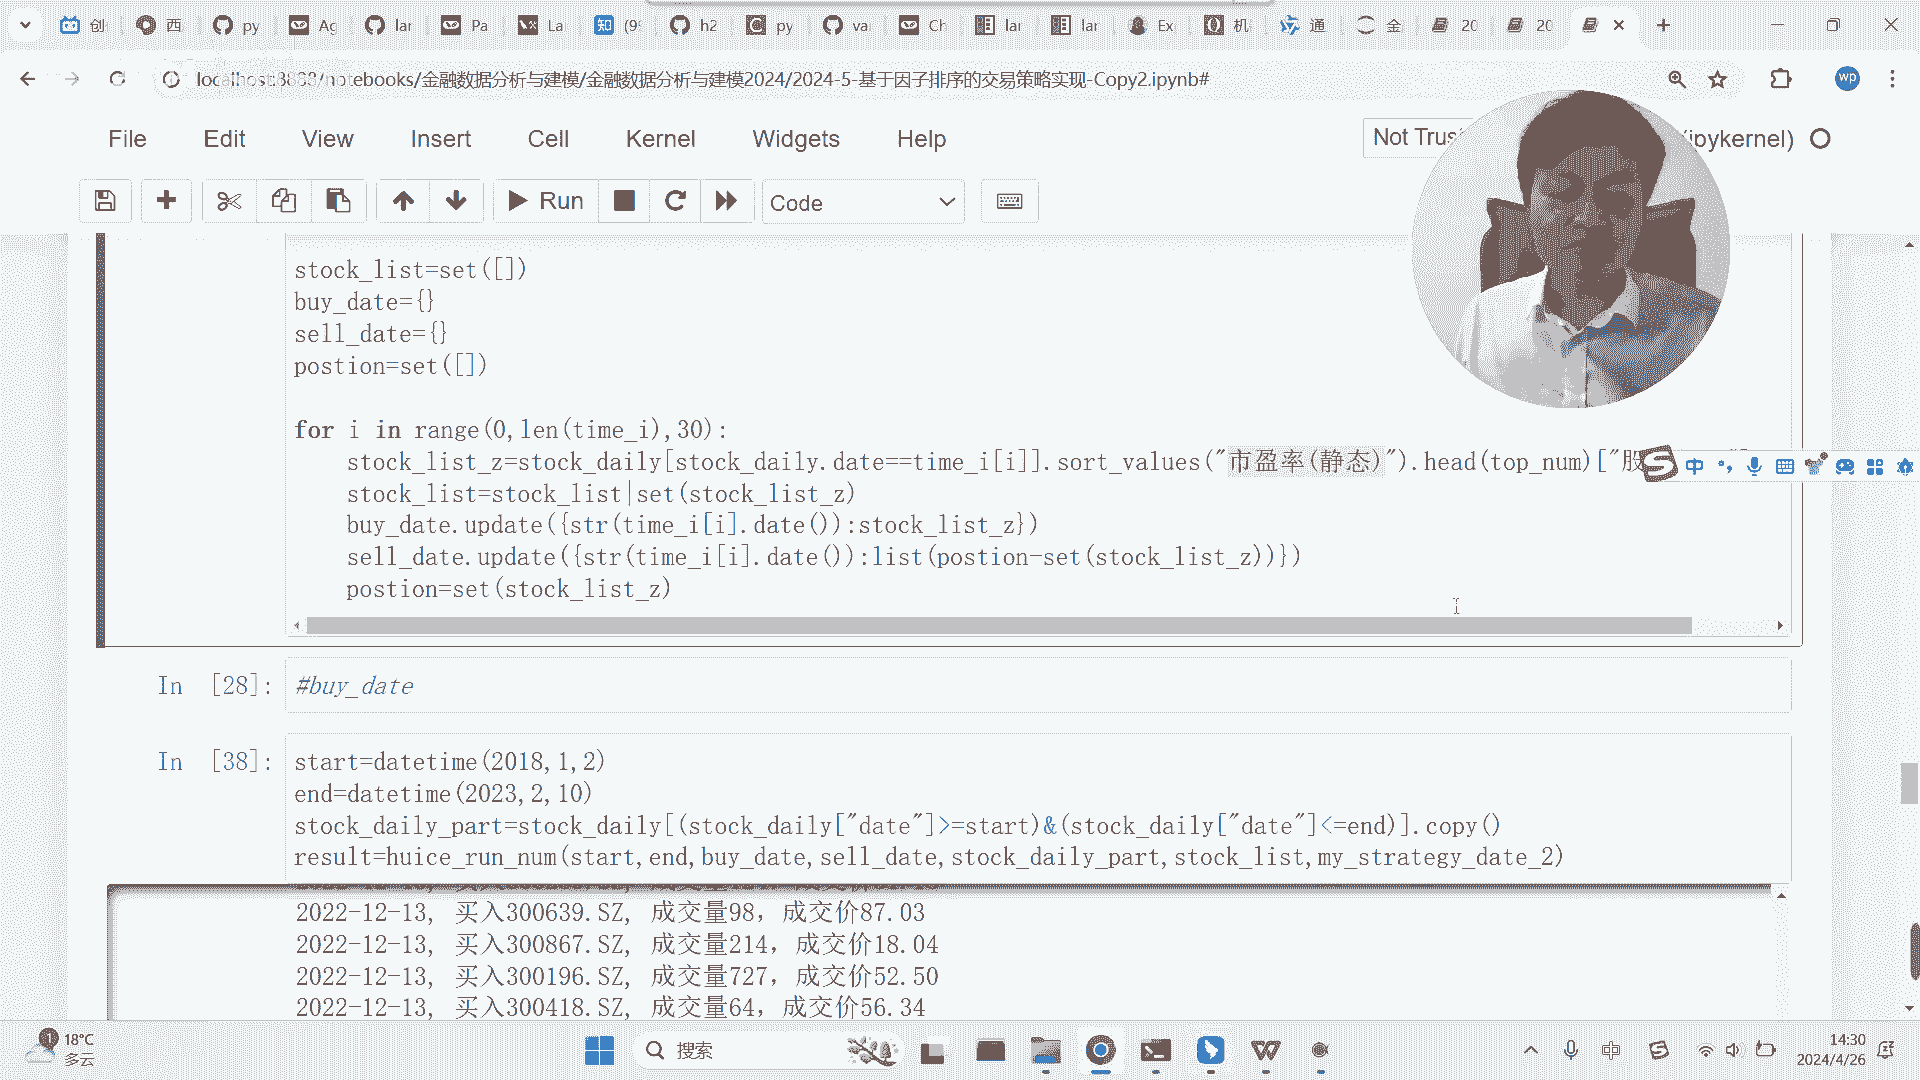 创 西 py Ag lar Pa La (99 h2 py va Ch lar lar Ex 机 通 金 20 20
localhost:8888/notebooks/金融数据分析与建模/金融数据分析与建模2024/2024-5-基于因子排序的交易策略实现-Copy2.ipynb#
wp
File Edit View Insert Cell Kernel Widgets Help
Not Trus (ipykernel)
Run Code
stock_list=set([])
buy_date={}
sell_date={}
postion=set([])
for i in range(0,len(time_i),30):
stock_list_z=stock_daily[stock_daily.date==time_i[i]].sort_values("市盈率(静态)").head(top_num)["股
stock_list=stock_list|set(stock_list_z)
buy_date.update({str(time_i[i].date()):stock_list_z})
sell_date.update({str(time_i[i].date()):list(postion-set(stock_list_z))})
postion=set(stock_list_z)
中
In [28]: #buy_date
In [38]: start=datetime(2018,1,2)
end=datetime(2023,2,10)
stock_daily_part=stock_daily[(stock_daily["date"]>=start)&(stock_daily["date"]<=end)].copy()
result=huice_run_num(start,end,buy_date,sell_date,stock_daily_part,stock_list,my_strategy_date_2)
2022-12-13, 买入300639.SZ, 成交量98, 成交价87.03
2022-12-13, 买入300867.SZ, 成交量214, 成交价18.04
2022-12-13, 买入300196.SZ, 成交量727, 成交价52.50
2022-12-13, 买入300418.SZ, 成交量64, 成交价56.34
1 18°C
多云
搜索
中
14:30
2024/4/26